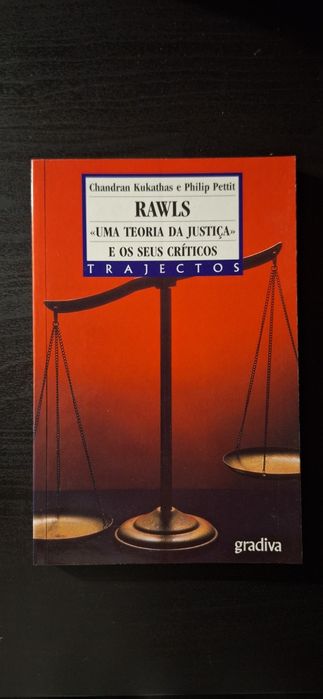 Chandran Kukathas e Philip Pettit
RAWLS
«UMA TEORIA DA JUSTIÇA»
E OS SEUS CRÍTICOS
TRAJECTOS
gradiva